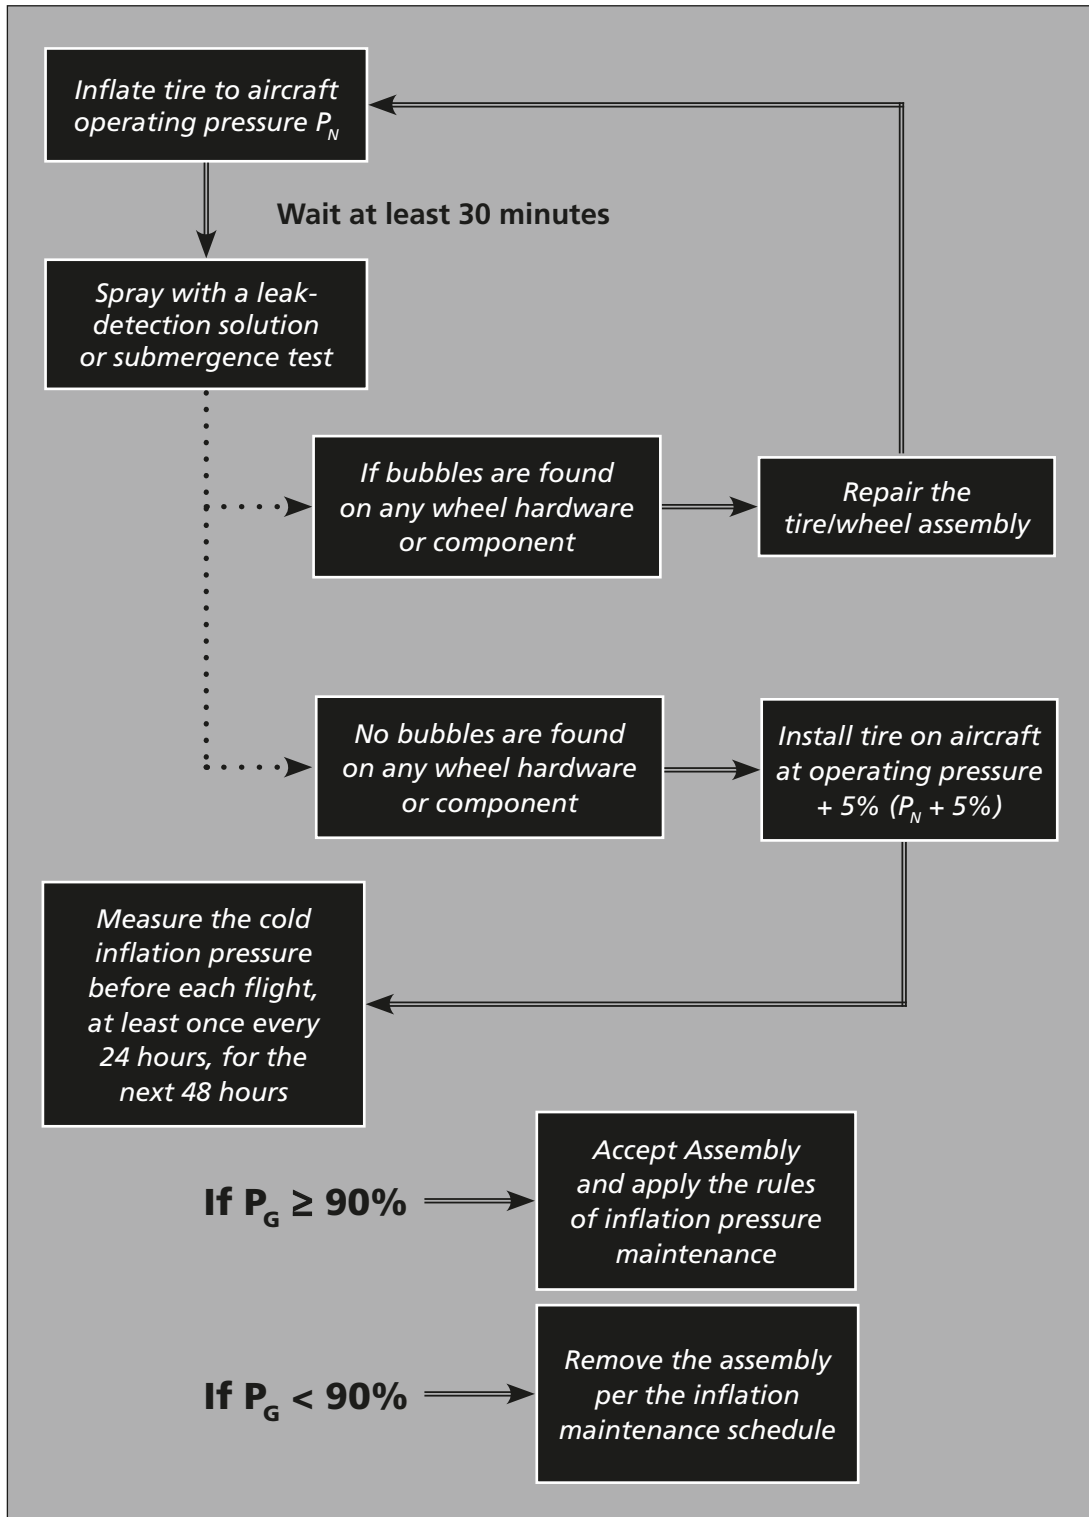 Inflate tire to aircraft
operating pressure P_N
Wait at least 30 minutes
Spray with a leak-
detection solution
or submergence test
If bubbles are found
on any wheel hardware
or component
Repair the
tire/wheel assembly
No bubbles are found
on any wheel hardware
or component
Install tire on aircraft
at operating pressure
+ 5% (P_N + 5%)
Measure the cold
inflation pressure
before each flight,
at least once every
24 hours, for the
next 48 hours
If P_G ≥ 90%
Accept Assembly
and apply the rules
of inflation pressure
maintenance
If P_G < 90%
Remove the assembly
per the inflation
maintenance schedule